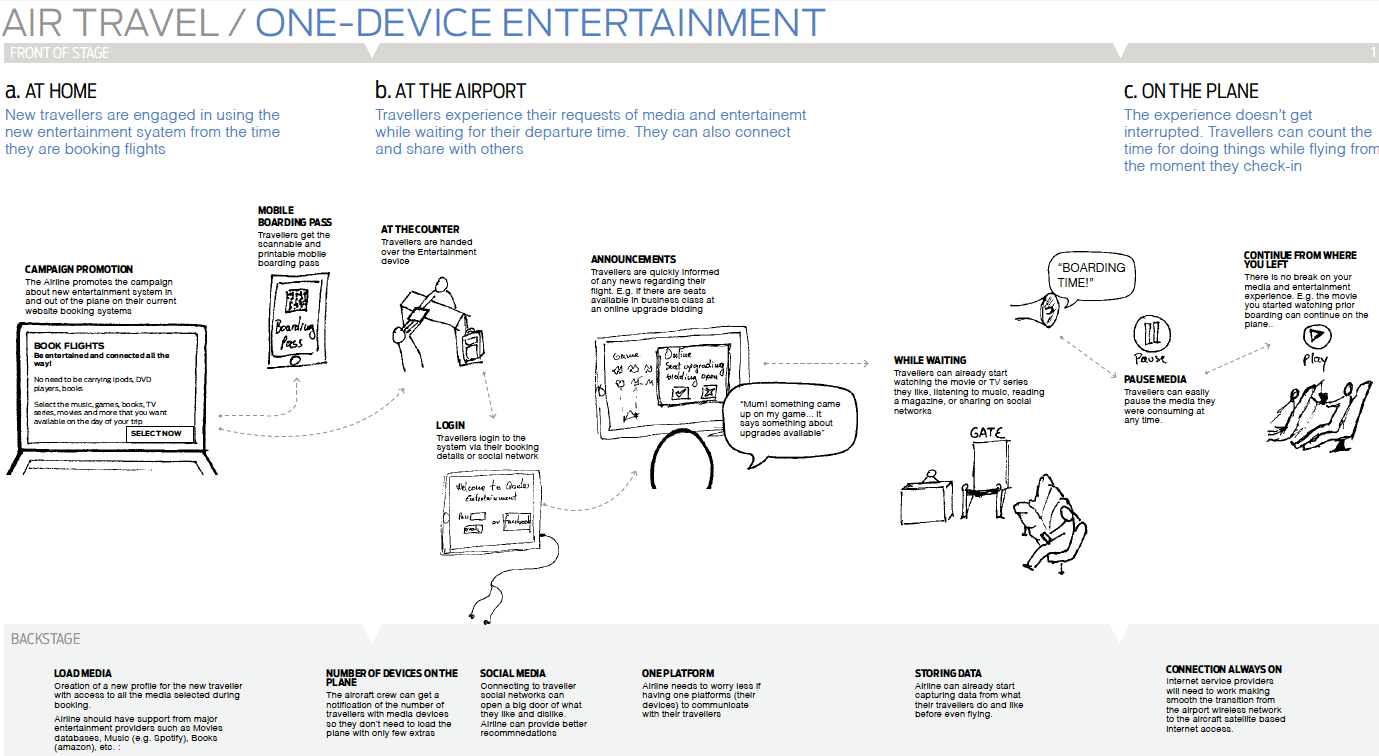 AIR TRAVEL / ONE-DEVICE ENTERTAINMENT
FRONT OF STAGE
1
a. AT HOME
New travellers are engaged in using the
new entertainment syatem from the time
they are booking flights
b. AT THE AIRPORT
Travellers experience their requests of media and entertainemt
while waiting for their departure time. They can also connect
and share with others
c. ON THE PLANE
The experience doesn't get
interrupted. Travellers can count the
time for doing things while flying from
the moment they check-in
CAMPAIGN PROMOTION
The Airline promotes the campaign
about new entertainment system in
and out of the plane on their current
website booking systems
BOOK FLIGHTS
Be entertained and connected all the
way!
No need to be carrying ipods, DVD
players, books
Select the music, games, books, TV
series, movies and more that you want
available on the day of your trip
SELECT NOW
MOBILE
BOARDING PASS
Travellers get the
scannable and
printable mobile
boarding pass
Boarding
Pass
AT THE COUNTER
Travellers are handed
over the Entertainment
device
LOGIN
Travellers login to the
system via their booking
details or social network
Welcome to
Entertainment
or Facebook
ANNOUNCEMENTS
Travellers are quickly informed
of any news regarding their
flight. E.g. if there are seats
available in business class at
an online upgrade bidding
Game
Online
Seat upgrading
bidding open
"Mum! something came
up on my game... it
says something about
upgrades available"
WHILE WAITING
Travellers can already start
watching the movie or TV series
they like, listening to music, reading
a magazine, or sharing on social
networks
GATE
"BOARDING
TIME!"
Pause
PAUSE MEDIA
Travellers can easily
pause the media they
were consuming at
any time.
CONTINUE FROM WHERE
YOU LEFT
There is no break on your
media and entertainment
experience. E.g. the movie
you started watching prior
boarding can continue on the
plane..
Play
BACKSTAGE
LOAD MEDIA
Creation of a new profile for the new traveller
with access to all the media selected during
booking.
Airline should have support from major
entertainment providers such as Movies
databases, Music (e.g. Spotify), Books
(amazon), etc. :
NUMBER OF DEVICES ON THE
PLANE
The aircraft crew can get a
notification of the number of
travellers with media devices
so they don't need to load the
plane with only few extras
SOCIAL MEDIA
Connecting to traveller
social networks can
open a big door of what
they like and dislike.
Airline can provide better
recommnedations
ONE PLATFORM
Airline needs to worry less if
having one platforms (their
devices) to communicate
with their travellers
STORING DATA
Airline can already start
capturing data from what
their travellers do and like
before even flying.
CONNECTION ALWAYS ON
Internet service providers
will need to work making
smooth the transition from
the airport wireless network
to the aircraft satellite based
internet access.